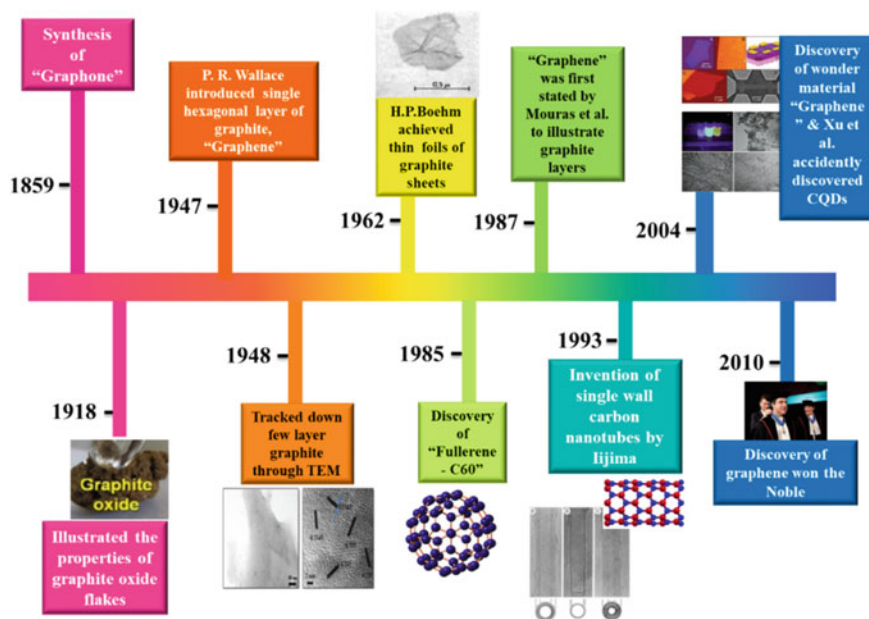 Synthesis
of
“Graphone”
1859
P. R. Wallace
introduced single
hexagonal layer of
graphite,
“Graphene”
1947
0.5 μ
H.P.Boehm
achieved thin
foils of graphite
sheets
1962
“Graphene”
was first
stated by
Mouras et al.
to illustrate
graphite
layers
1987
Discovery
of wonder
material
“Graphene
” & Xu et
al.
accidently
discovered
CQDs
2004
1918
Graphite
oxide
Illustrated the
properties of
graphite oxide
flakes
1948
Tracked down
few layer
graphite
through TEM
1985
Discovery
of
“Fullerene
- C60”
1993
Invention of
single wall
carbon
nanotubes by
Iijima
2010
Discovery
of graphene won the
Noble